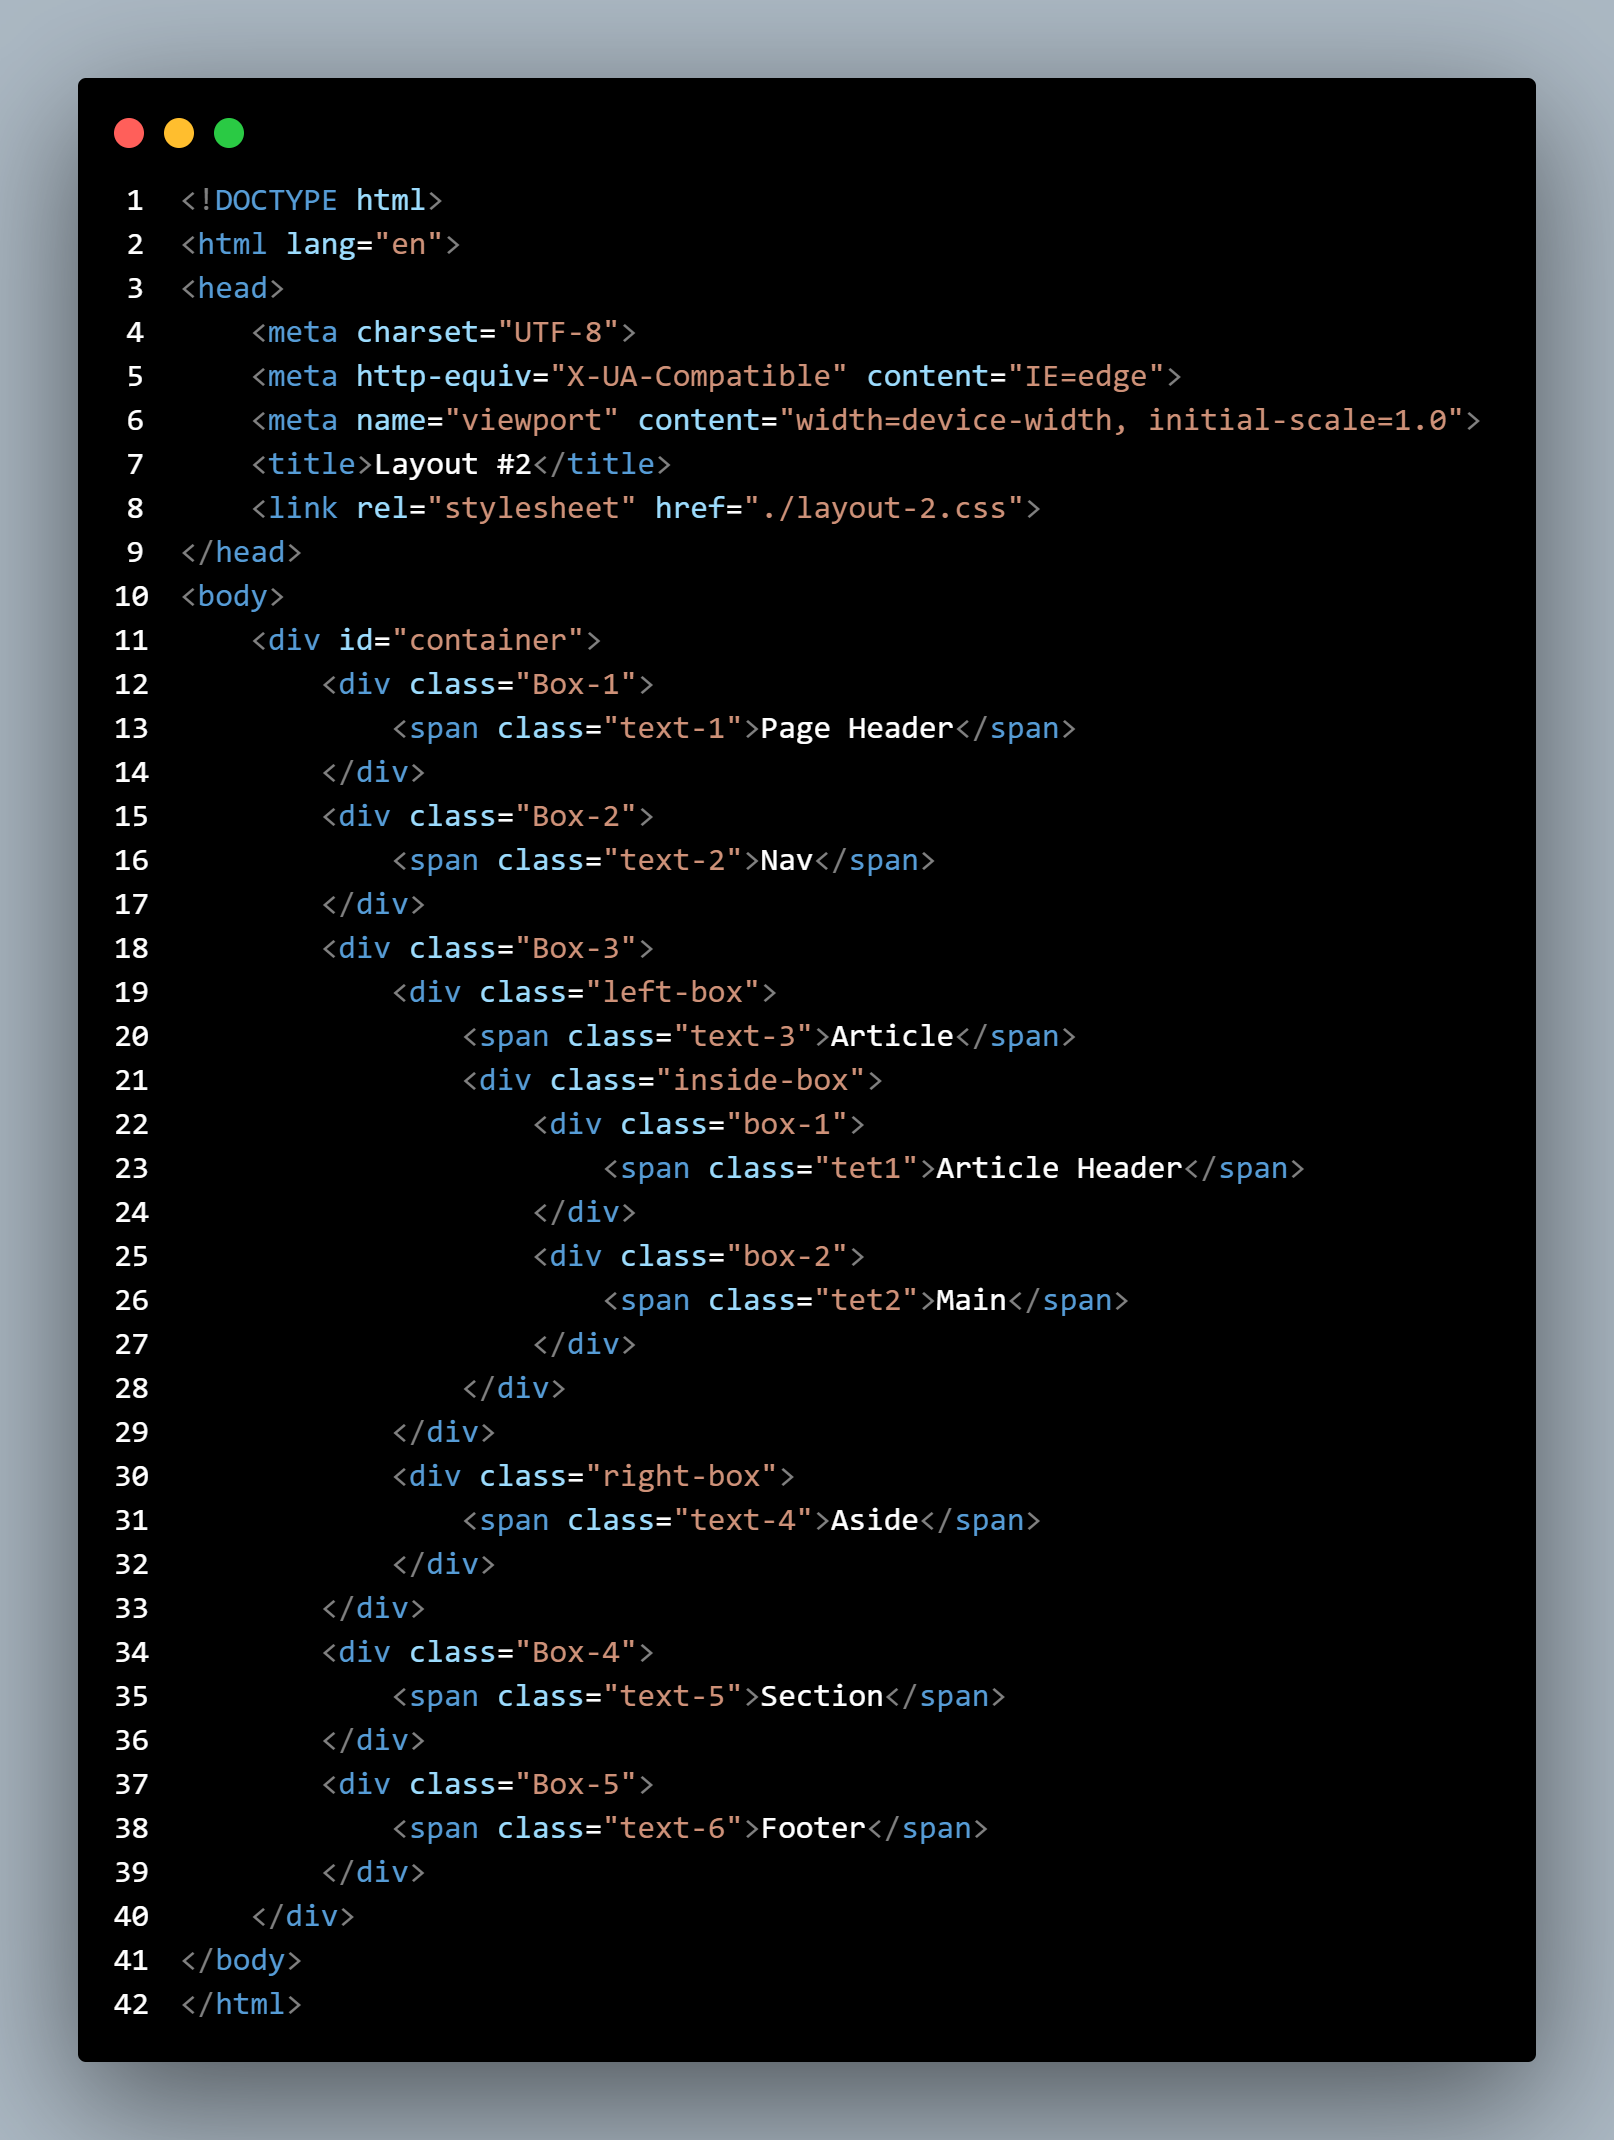 1 <!DOCTYPE html>
2 <html lang="en">
3 <head>
4     <meta charset="UTF-8">
5     <meta http-equiv="X-UA-Compatible" content="IE=edge">
6     <meta name="viewport" content="width=device-width, initial-scale=1.0">
7     <title>Layout #2</title>
8     <link rel="stylesheet" href="./layout-2.css">
9 </head>
10 <body>
11     <div id="container">
12         <div class="Box-1">
13             <span class="text-1">Page Header</span>
14         </div>
15         <div class="Box-2">
16             <span class="text-2">Nav</span>
17         </div>
18         <div class="Box-3">
19             <div class="left-box">
20                 <span class="text-3">Article</span>
21                 <div class="inside-box">
22                     <div class="box-1">
23                         <span class="tet1">Article Header</span>
24                     </div>
25                     <div class="box-2">
26                         <span class="tet2">Main</span>
27                     </div>
28                 </div>
29             </div>
30             <div class="right-box">
31                 <span class="text-4">Aside</span>
32             </div>
33         </div>
34         <div class="Box-4">
35             <span class="text-5">Section</span>
36         </div>
37         <div class="Box-5">
38             <span class="text-6">Footer</span>
39         </div>
40     </div>
41 </body>
42 </html>